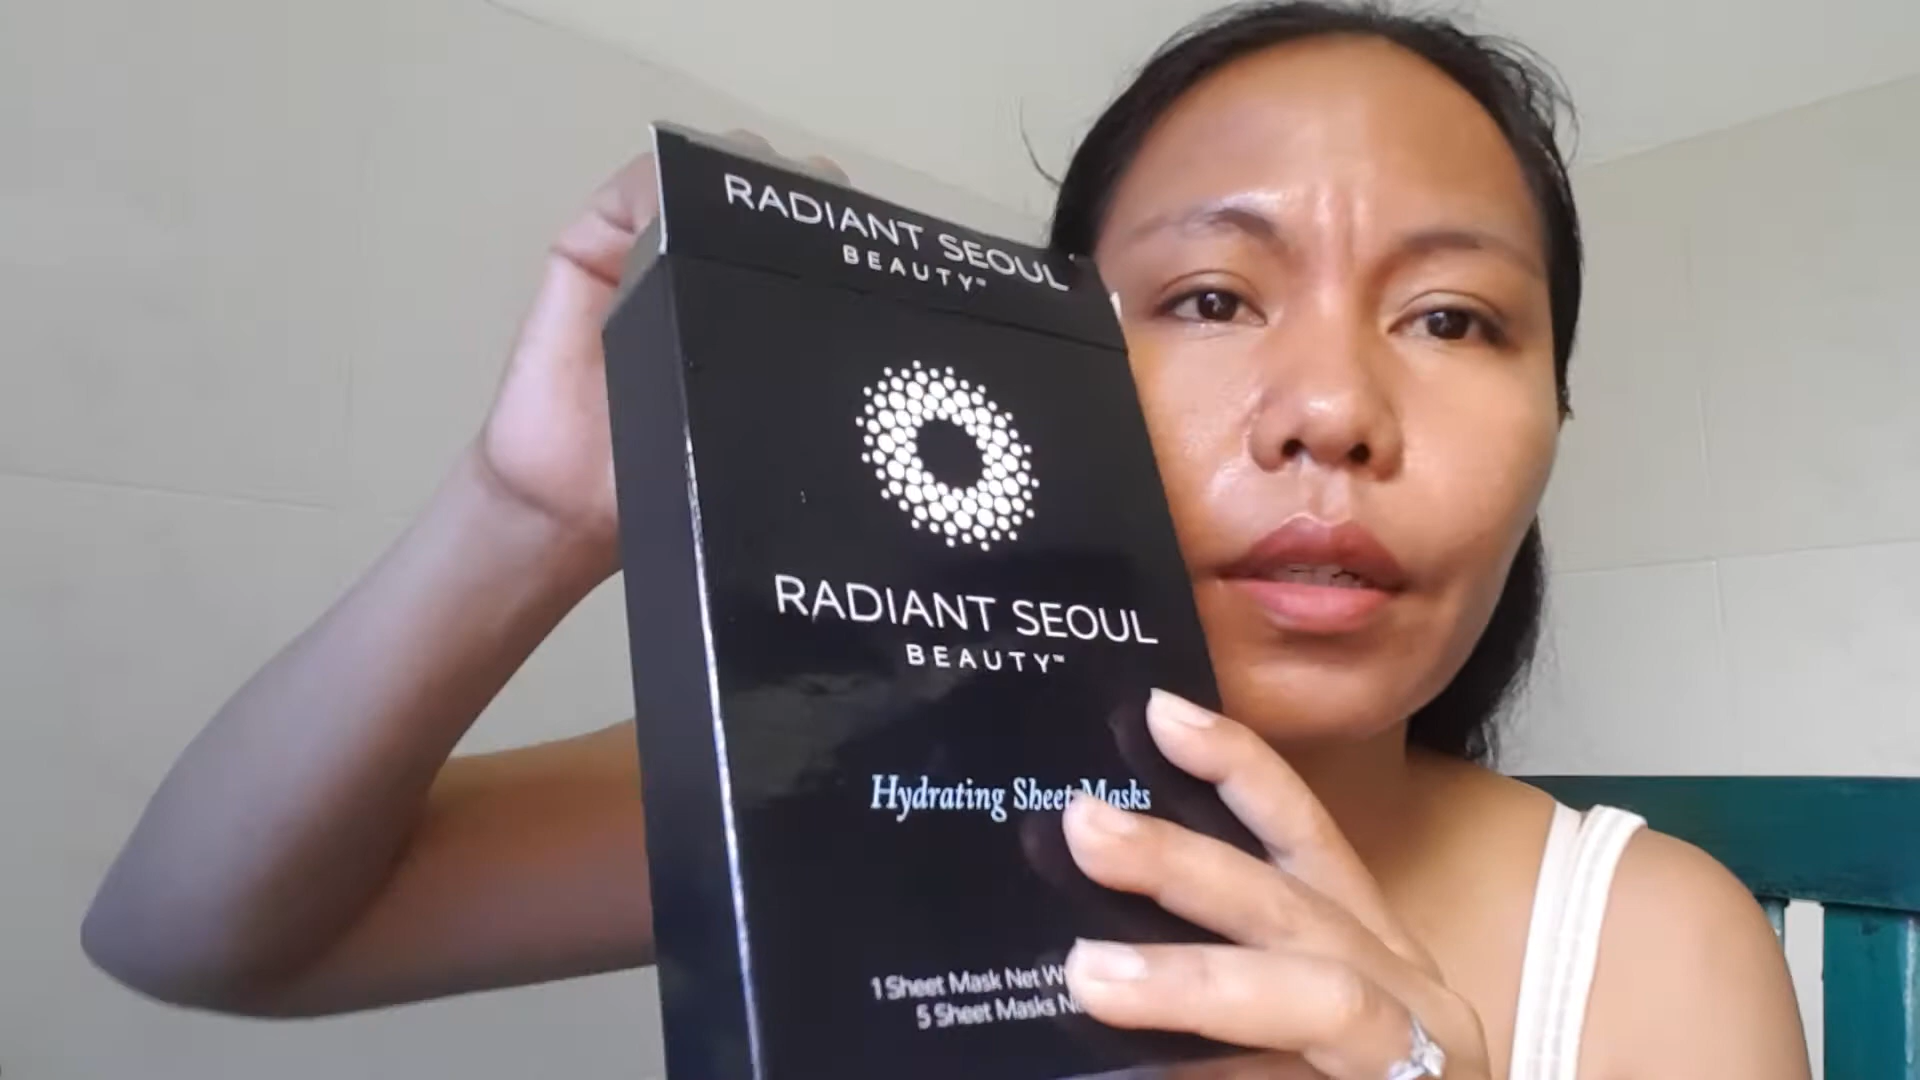 RADIANT SEOUL
BEAUTY™
RADIANT SEOUL
BEAUTY™
Hydrating Sheet Masks
1 Sheet Mask Net
5 Sheet Masks